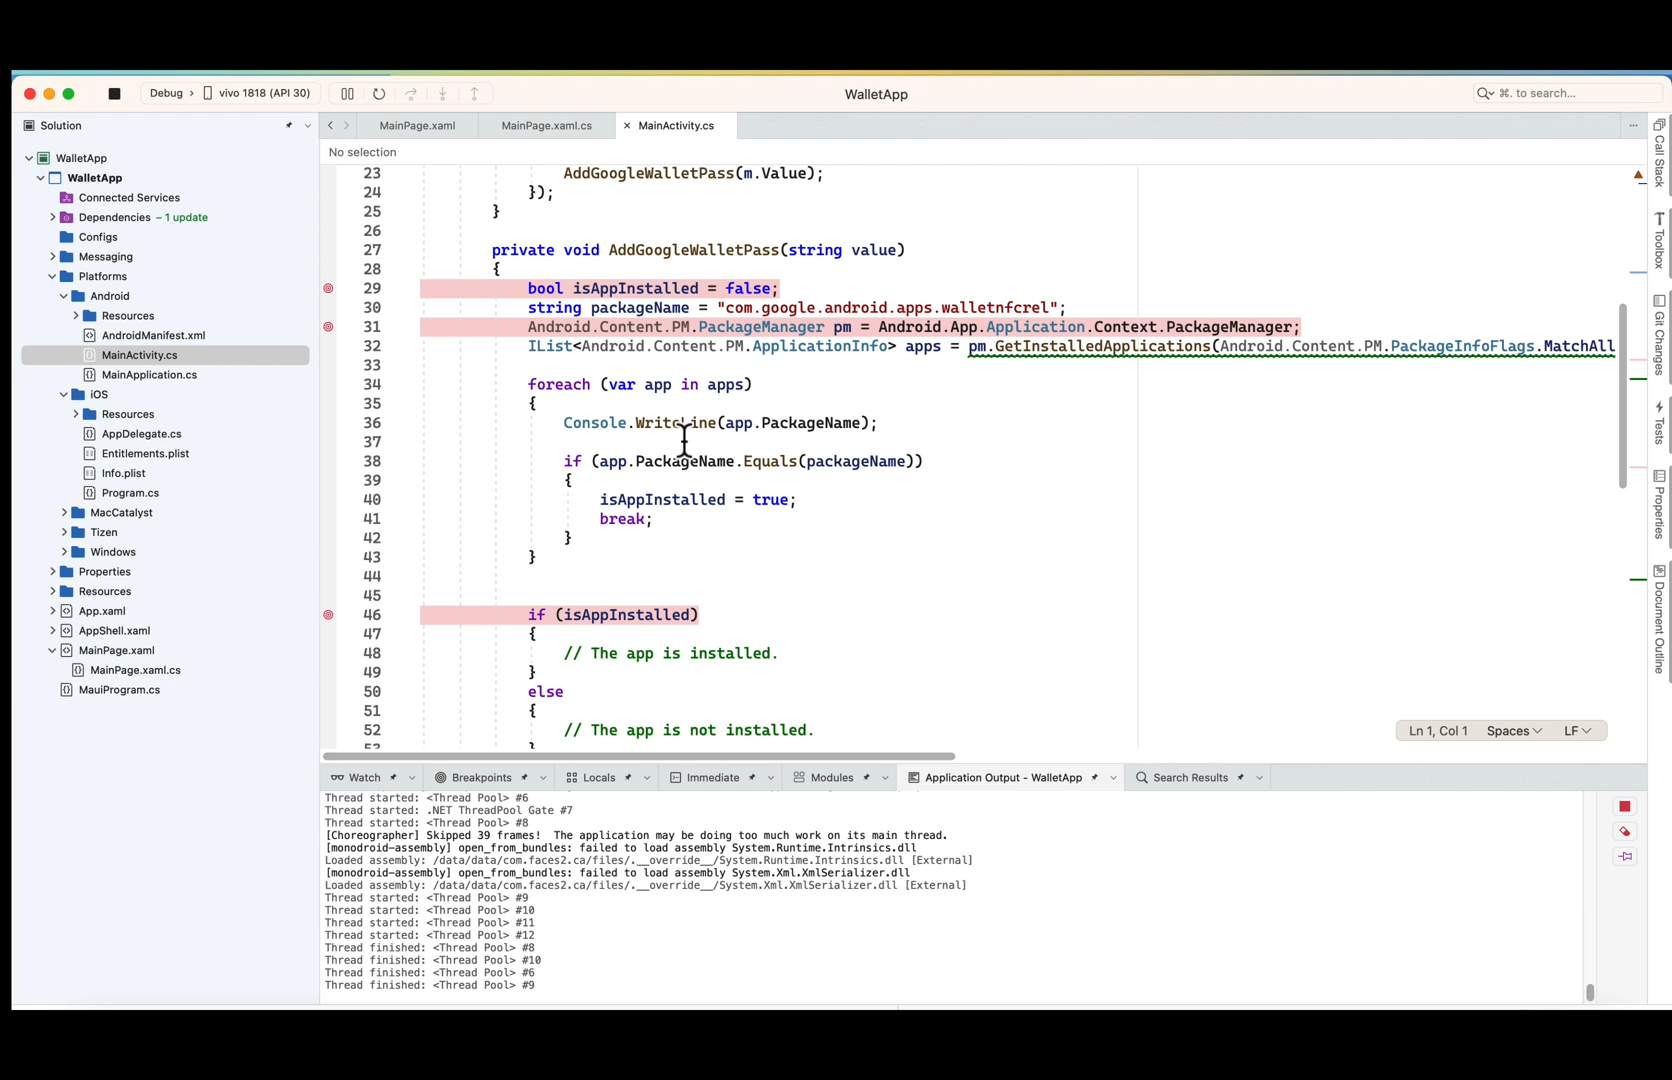 Debug › vivo 1818 (API 30)
WalletApp
⌘. to search...
Solution
MainPage.xaml
MainPage.xaml.cs
× MainActivity.cs
No selection
WalletApp
WalletApp
Connected Services
Dependencies – 1 update
Configs
Messaging
Platforms
Android
Resources
AndroidManifest.xml
MainActivity.cs
MainApplication.cs
iOS
Resources
AppDelegate.cs
Entitlements.plist
Info.plist
Program.cs
MacCatalyst
Tizen
Windows
Properties
Resources
App.xaml
AppShell.xaml
MainPage.xaml
MainPage.xaml.cs
MauiProgram.cs
23 AddGoogleWalletPass(m.Value);
24 });
25 }
26
27 private void AddGoogleWalletPass(string value)
28 {
29 bool isAppInstalled = false;
30 string packageName = "com.google.android.apps.walletnfcrel";
31 Android.Content.PM.PackageManager pm = Android.App.Application.Context.PackageManager;
32 IList<Android.Content.PM.ApplicationInfo> apps = pm.GetInstalledApplications(Android.Content.PM.PackageInfoFlags.MatchAll
33
34 foreach (var app in apps)
35 {
36 Console.WriteLine(app.PackageName);
37
38 if (app.PackageName.Equals(packageName))
39 {
40 isAppInstalled = true;
41 break;
42 }
43 }
44
45
46 if (isAppInstalled)
47 {
48 // The app is installed.
49 }
50 else
51 {
52 // The app is not installed.
53 }
Ln 1, Col 1 Spaces LF
Call Stack
Toolbox
Git Changes
Tests
Properties
Document Outline
Watch
Breakpoints
Locals
Immediate
Modules
Application Output - WalletApp
Search Results
Thread started: <Thread Pool> #6
Thread started: .NET ThreadPool Gate #7
Thread started: <Thread Pool> #8
[Choreographer] Skipped 39 frames!  The application may be doing too much work on its main thread.
[monodroid-assembly] open_from_bundles: failed to load assembly System.Runtime.Intrinsics.dll
Loaded assembly: /data/data/com.faces2.ca/files/.__override__/System.Runtime.Intrinsics.dll [External]
[monodroid-assembly] open_from_bundles: failed to load assembly System.Xml.XmlSerializer.dll
Loaded assembly: /data/data/com.faces2.ca/files/.__override__/System.Xml.XmlSerializer.dll [External]
Thread started: <Thread Pool> #9
Thread started: <Thread Pool> #10
Thread started: <Thread Pool> #11
Thread started: <Thread Pool> #12
Thread finished: <Thread Pool> #8
Thread finished: <Thread Pool> #10
Thread finished: <Thread Pool> #6
Thread finished: <Thread Pool> #9